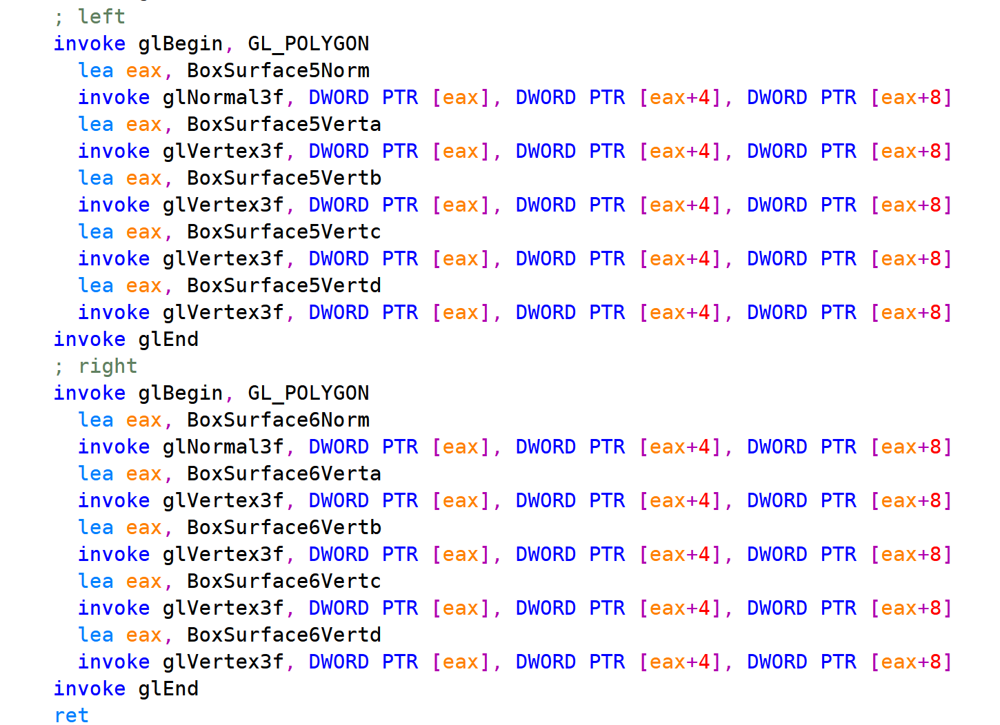 ; left
invoke glBegin, GL_POLYGON
lea eax, BoxSurface5Norm
invoke glNormal3f, DWORD PTR [eax], DWORD PTR [eax+4], DWORD PTR [eax+8]
lea eax, BoxSurface5Verta
invoke glVertex3f, DWORD PTR [eax], DWORD PTR [eax+4], DWORD PTR [eax+8]
lea eax, BoxSurface5Vertb
invoke glVertex3f, DWORD PTR [eax], DWORD PTR [eax+4], DWORD PTR [eax+8]
lea eax, BoxSurface5Vertc
invoke glVertex3f, DWORD PTR [eax], DWORD PTR [eax+4], DWORD PTR [eax+8]
lea eax, BoxSurface5Vertd
invoke glVertex3f, DWORD PTR [eax], DWORD PTR [eax+4], DWORD PTR [eax+8]
invoke glEnd
; right
invoke glBegin, GL_POLYGON
lea eax, BoxSurface6Norm
invoke glNormal3f, DWORD PTR [eax], DWORD PTR [eax+4], DWORD PTR [eax+8]
lea eax, BoxSurface6Verta
invoke glVertex3f, DWORD PTR [eax], DWORD PTR [eax+4], DWORD PTR [eax+8]
lea eax, BoxSurface6Vertb
invoke glVertex3f, DWORD PTR [eax], DWORD PTR [eax+4], DWORD PTR [eax+8]
lea eax, BoxSurface6Vertc
invoke glVertex3f, DWORD PTR [eax], DWORD PTR [eax+4], DWORD PTR [eax+8]
lea eax, BoxSurface6Vertd
invoke glVertex3f, DWORD PTR [eax], DWORD PTR [eax+4], DWORD PTR [eax+8]
invoke glEnd
ret